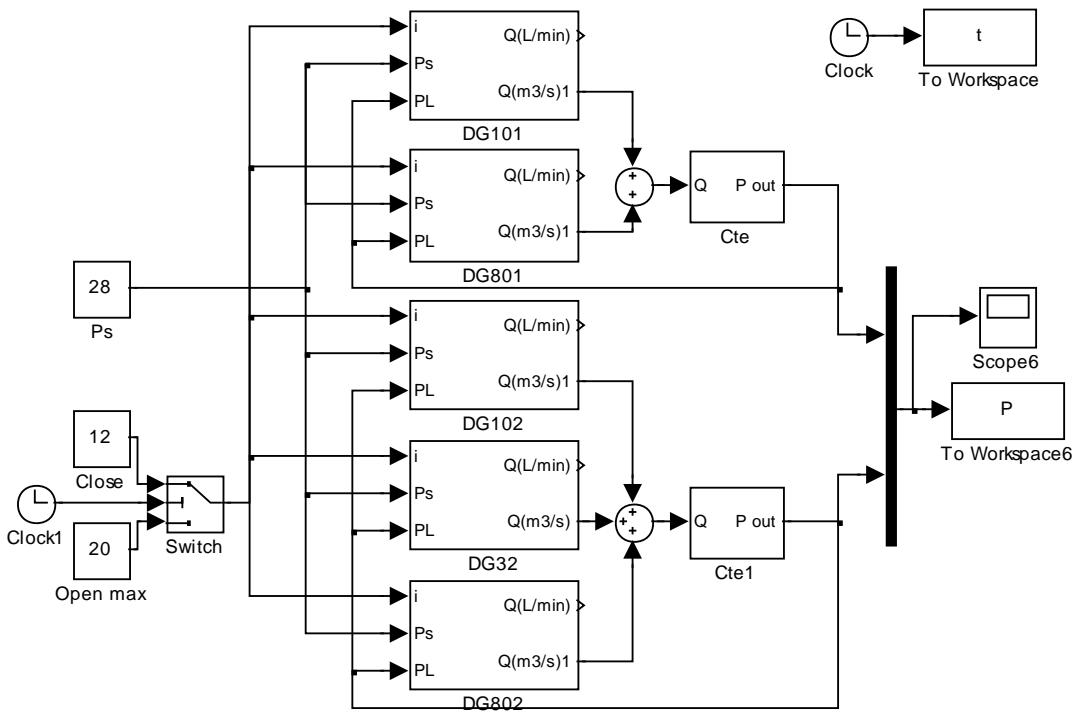 i
Q(L/min)
Ps
PL
Q(m3/s)1
DG101
Clock
t
To Workspace
i
Q(L/min)
Ps
PL
Q(m3/s)1
DG801
+
+
Q
P out
Cte
28
Ps
i
Q(L/min)
Ps
PL
Q(m3/s)1
DG102
Scope6
P
To Workspace6
12
Close
Clock1
Switch
20
Open max
i
Q(L/min)
Ps
PL
Q(m3/s)
DG32
+
+
+
Q
P out
Cte1
i
Q(L/min)
Ps
PL
Q(m3/s)1
DG802